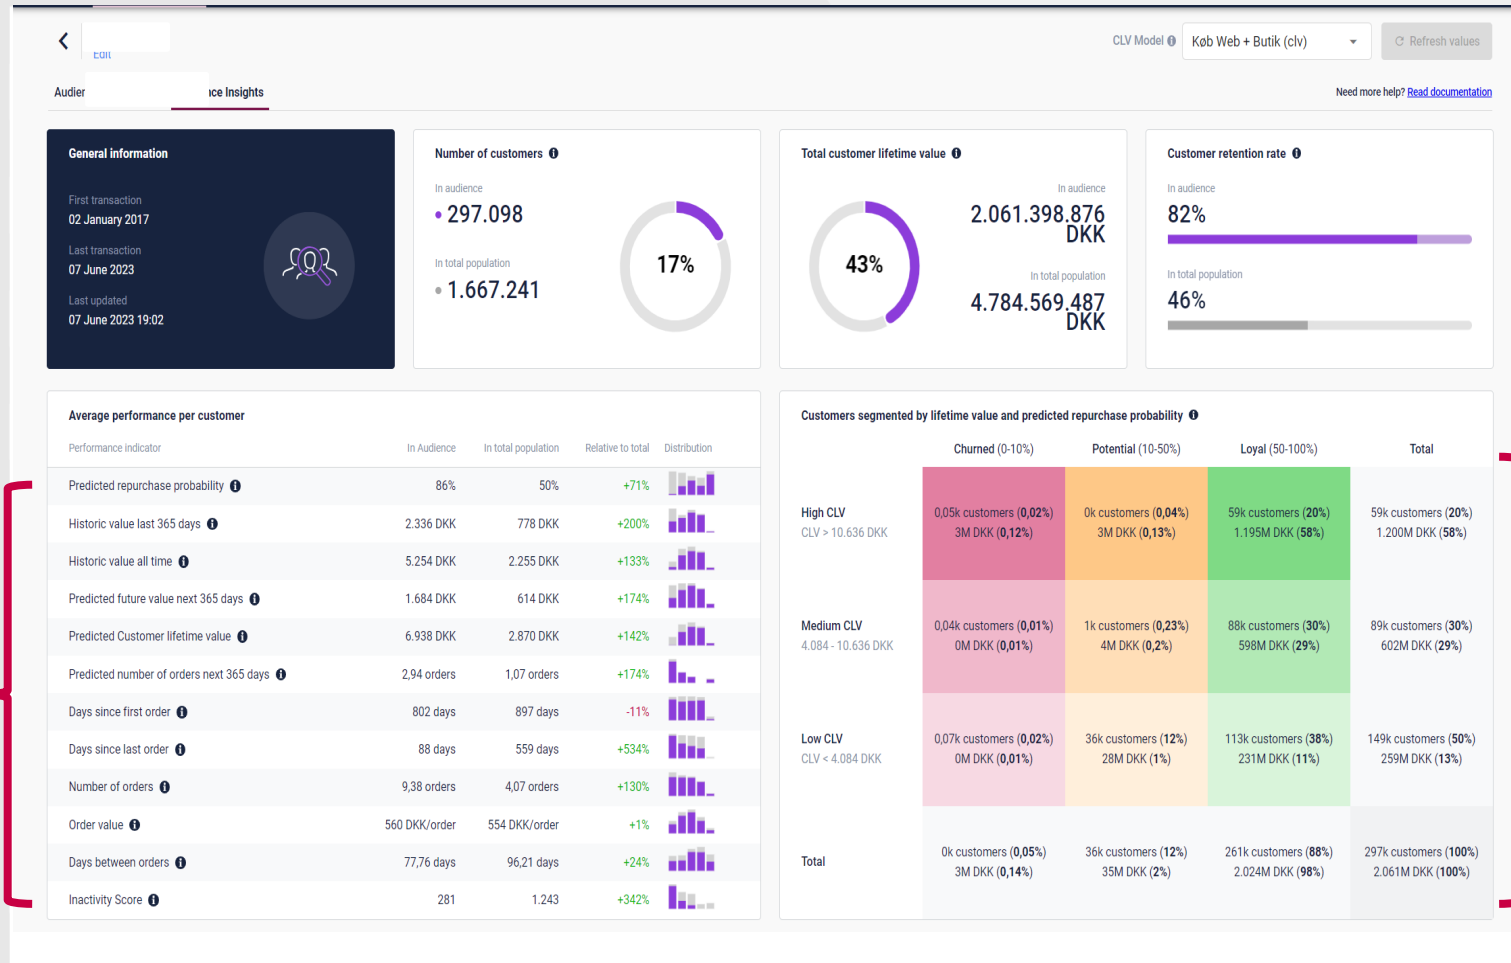 Edit
CLV Model
Køb Web + Butik (clv)
Refresh values
Audier
ce Insights
Need more help? Read documentation
General information
First transaction
02 January 2017
Last transaction
07 June 2023
Last updated
07 June 2023 19:02
Number of customers
In audience
297.098
In total population
1.667.241
17%
Total customer lifetime value
43%
In audience
2.061.398.876
DKK
In total population
4.784.569.487
DKK
Customer retention rate
In audience
82%
In total population
46%
Average performance per customer
Performance indicator In Audience In total population Relative to total Distribution
Predicted repurchase probability 86% 50% +71%
Historic value last 365 days 2.336 DKK 778 DKK +200%
Historic value all time 5.254 DKK 2.255 DKK +133%
Predicted future value next 365 days 1.684 DKK 614 DKK +174%
Predicted Customer lifetime value 6.938 DKK 2.870 DKK +142%
Predicted number of orders next 365 days 2,94 orders 1,07 orders +174%
Days since first order 802 days 897 days -11%
Days since last order 88 days 559 days +534%
Number of orders 9,38 orders 4,07 orders +130%
Order value 560 DKK/order 554 DKK/order +1%
Days between orders 77,76 days 96,21 days +24%
Inactivity Score 281 1.243 +342%
Customers segmented by lifetime value and predicted repurchase probability
Churned (0-10%) Potential (10-50%) Loyal (50-100%) Total
High CLV 0,05k customers (0,02%) 0k customers (0,04%) 59k customers (20%) 59k customers (20%)
CLV > 10.636 DKK 3M DKK (0,12%) 3M DKK (0,13%) 1.195M DKK (58%) 1.200M DKK (58%)
Medium CLV 0,04k customers (0,01%) 1k customers (0,23%) 88k customers (30%) 89k customers (30%)
4.084 - 10.636 DKK 0M DKK (0,01%) 4M DKK (0,2%) 598M DKK (29%) 602M DKK (29%)
Low CLV 0,07k customers (0,02%) 36k customers (12%) 113k customers (38%) 149k customers (50%)
CLV < 4.084 DKK 0M DKK (0,01%) 28M DKK (1%) 231M DKK (11%) 259M DKK (13%)
Total 0k customers (0,05%) 36k customers (12%) 261k customers (88%) 297k customers (100%)
3M DKK (0,14%) 35M DKK (2%) 2.024M DKK (98%) 2.061M DKK (100%)